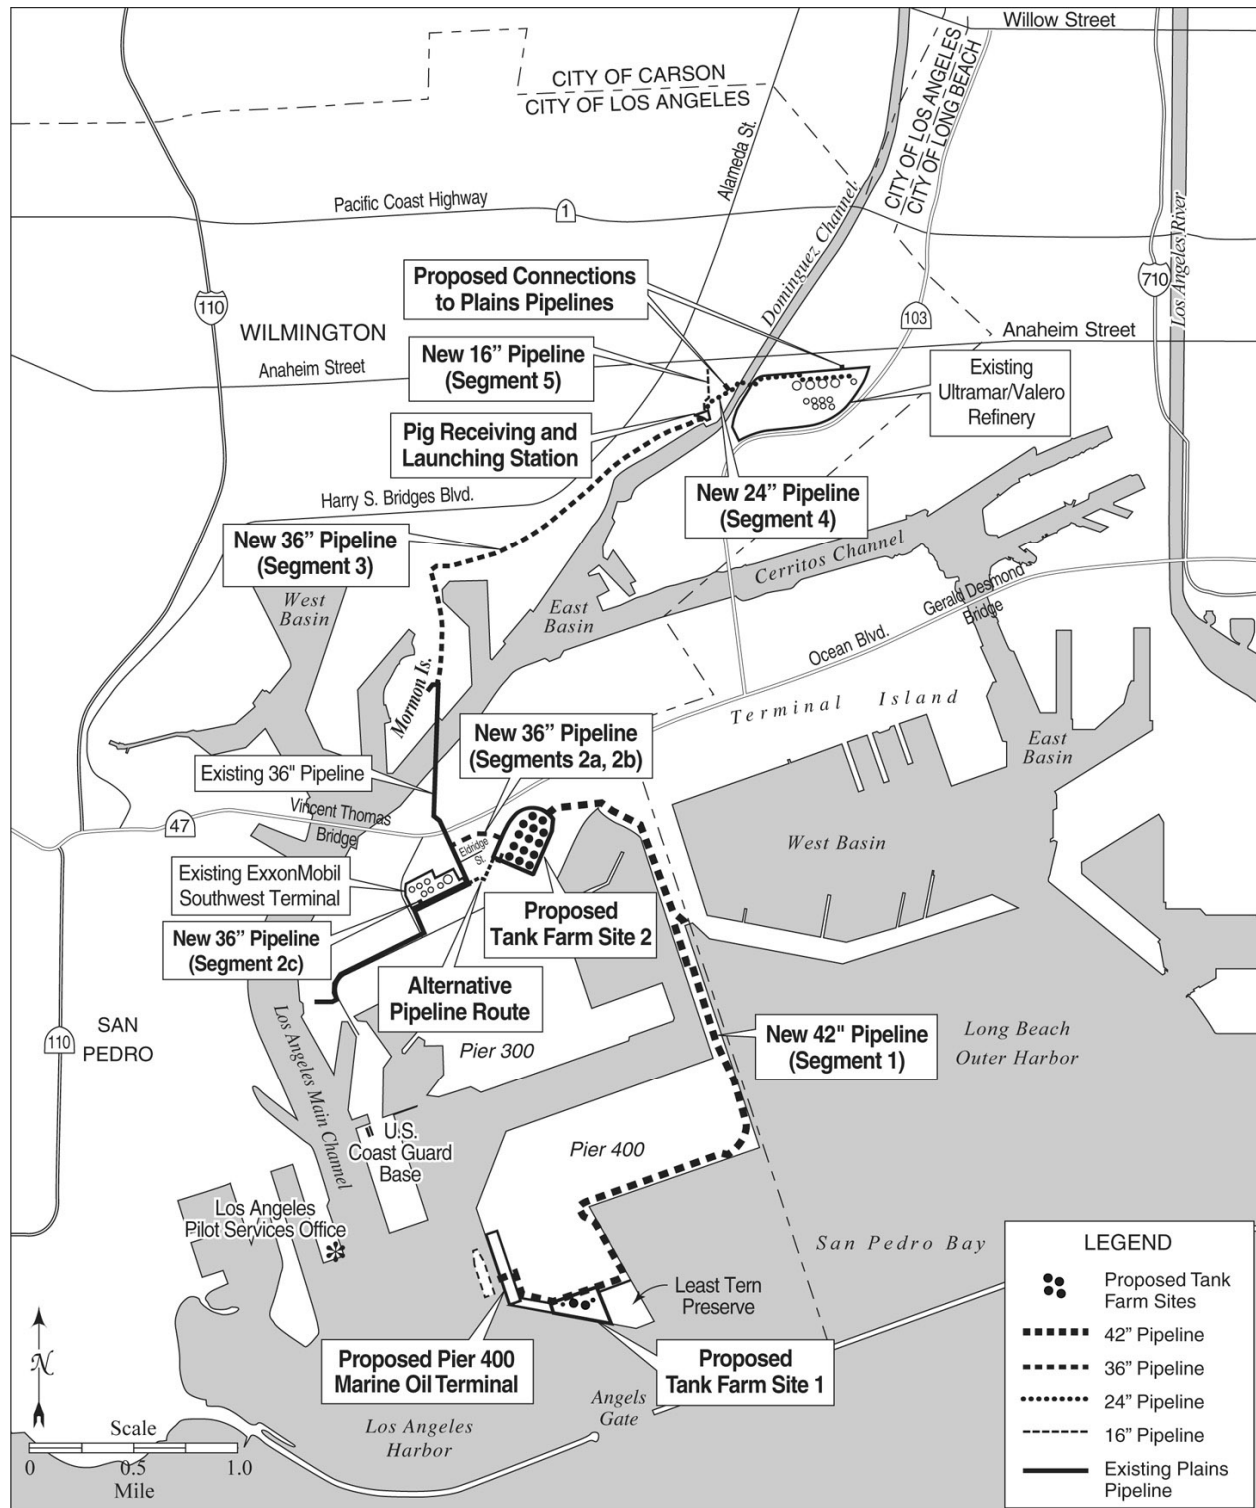 Willow Street
CITY OF CARSON
CITY OF LOS ANGELES
CITY OF LOS ANGELES
CITY OF LONG BEACH
Alameda St.
Pacific Coast Highway
1
Dominguez Channel
Los Angeles River
110
710
103
Proposed Connections
to Plains Pipelines
WILMINGTON
Anaheim Street
Anaheim Street
New 16” Pipeline
(Segment 5)
Existing
Ultramar/Valero
Refinery
Pig Receiving and
Launching Station
New 24” Pipeline
(Segment 4)
Harry S. Bridges Blvd.
New 36” Pipeline
(Segment 3)
Cerritos Channel
West
Basin
East
Basin
Gerald Desmond
Bridge
Ocean Blvd.
Mormon Is.
Terminal Island
New 36” Pipeline
(Segments 2a, 2b)
East
Basin
Existing 36" Pipeline
Vincent Thomas
Bridge
47
Eldridge
St.
West Basin
Existing ExxonMobil
Southwest Terminal
Proposed
Tank Farm Site 2
New 36” Pipeline
(Segment 2c)
Alternative
Pipeline Route
SAN
PEDRO
110
Los Angeles Main Channel
Pier 300
New 42" Pipeline
(Segment 1)
Long Beach
Outer Harbor
U.S.
Coast Guard
Base
Pier 400
Los Angeles
Pilot Services Office
San Pedro Bay
Least Tern
Preserve
Proposed Pier 400
Marine Oil Terminal
Proposed
Tank Farm Site 1
Angels
Gate
Los Angeles
Harbor
N
Scale
0 0.5 1.0
Mile
LEGEND
Proposed Tank
Farm Sites
42” Pipeline
36” Pipeline
24” Pipeline
16” Pipeline
Existing Plains
Pipeline